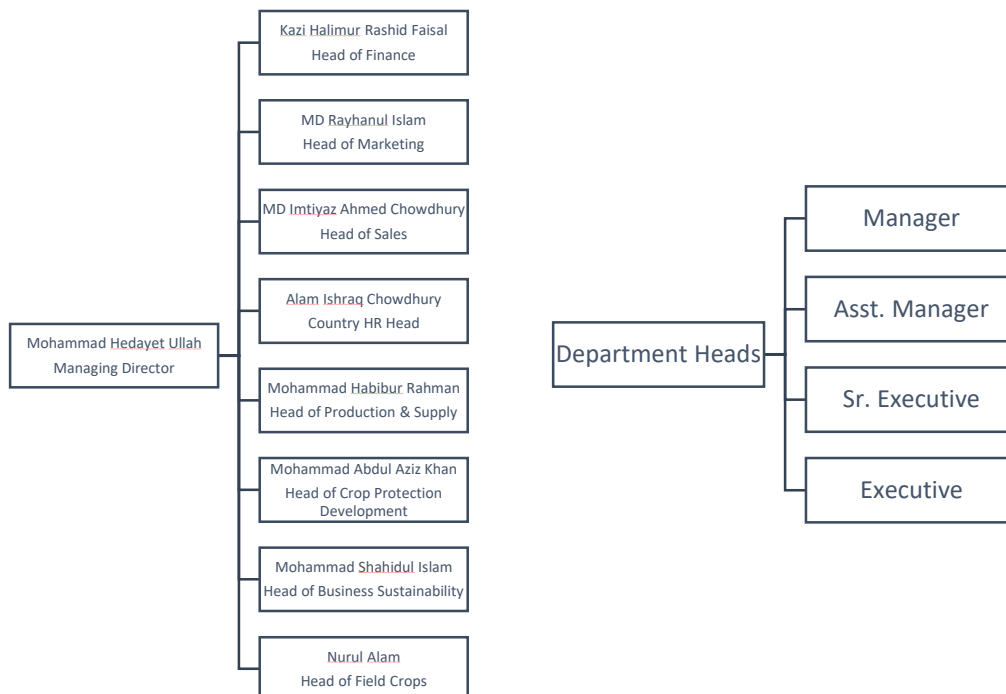 Kazi Halimur Rashid Faisal
Head of Finance
MD Rayhanul Islam
Head of Marketing
MD Imtiyaz Ahmed Chowdhury
Head of Sales
Alam Ishraq Chowdhury
Country HR Head
Mohammad Hedayet Ullah
Managing Director
Mohammad Habibur Rahman
Head of Production & Supply
Mohammad Abdul Aziz Khan
Head of Crop Protection
Development
Mohammad Shahidul Islam
Head of Business Sustainability
Nurul Alam
Head of Field Crops
Department Heads
Manager
Asst. Manager
Sr. Executive
Executive